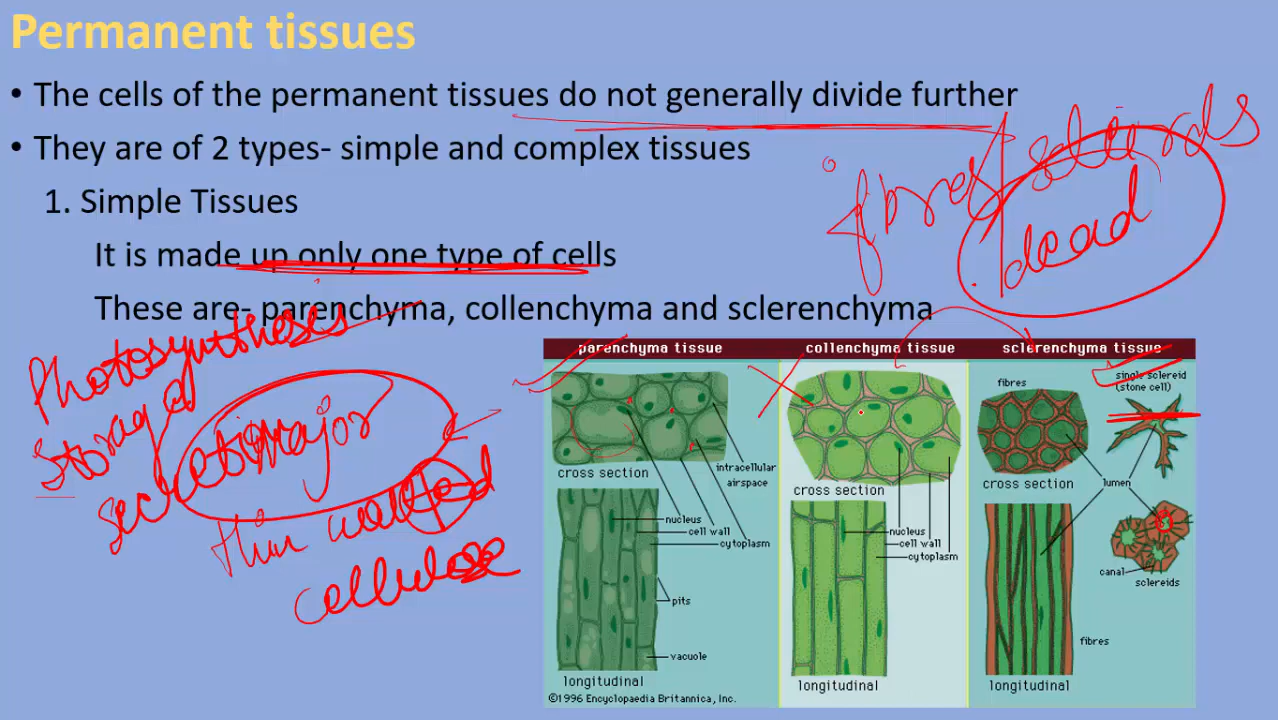 Permanent tissues
• The cells of the permanent tissues do not generally divide further
• They are of 2 types- simple and complex tissues
1. Simple Tissues
It is made up only one type of cells
These are- parenchyma, collenchyma and sclerenchyma
fibres sclerids
dead
Photosynthesis
Storage
secretion
major
thin walled
cellulose
parenchyma tissue
cross section
intracellular
airspace
nucleus
cell wall
cytoplasm
pits
vacuole
longitudinal
©1996 Encyclopaedia Britannica, Inc.
collenchyma tissue
cross section
nucleus
cell wall
cytoplasm
longitudinal
sclerenchyma tissue
fibres
single sclereid
(stone cell)
cross section
lumen
canal
sclereids
fibres
longitudinal